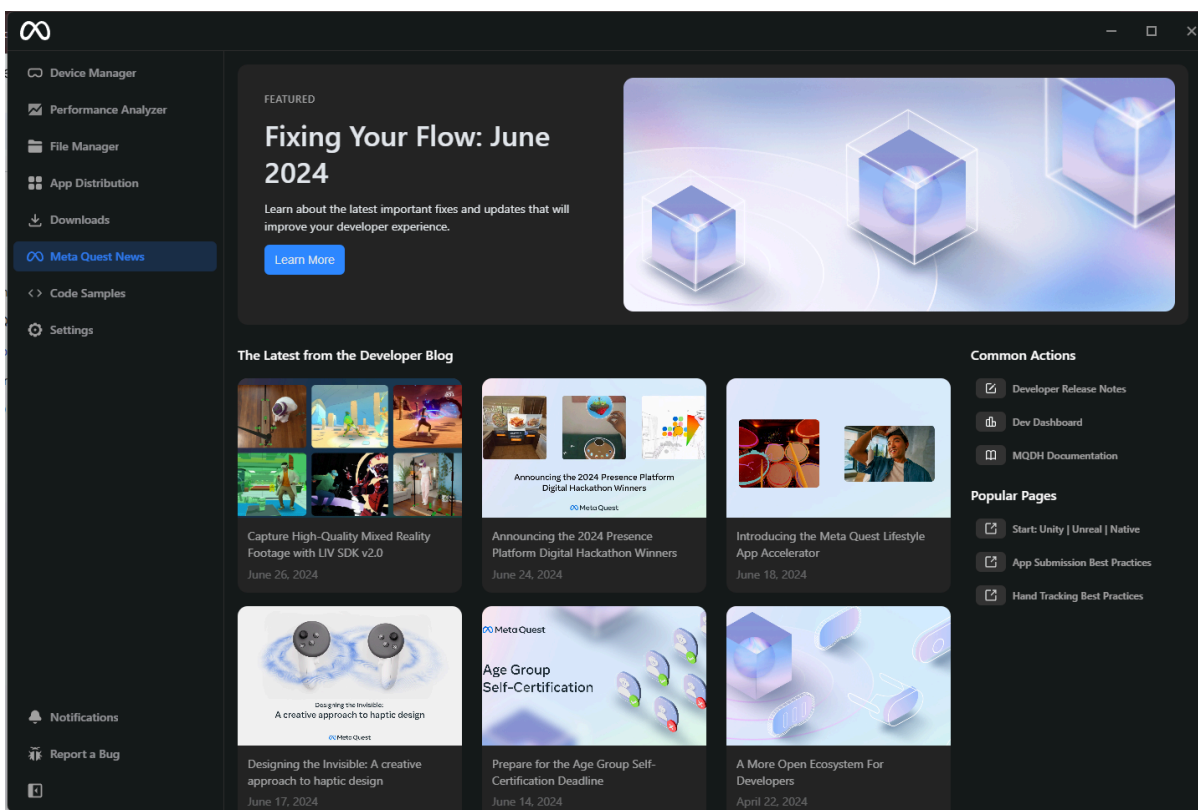 Device Manager
Performance Analyzer
File Manager
App Distribution
Downloads
Meta Quest News
Code Samples
Settings
Notifications
Report a Bug
FEATURED
Fixing Your Flow: June
2024
Learn about the latest important fixes and updates that will
improve your developer experience.
Learn More
The Latest from the Developer Blog
Capture High-Quality Mixed Reality
Footage with LIV SDK v2.0
June 26, 2024
Announcing the 2024 Presence Platform
Digital Hackathon Winners
Meta Quest
Announcing the 2024 Presence
Platform Digital Hackathon Winners
June 24, 2024
Introducing the Meta Quest Lifestyle
App Accelerator
June 18, 2024
Designing the Invisible:
A creative approach to haptic design
Meta Quest
Designing the Invisible: A creative
approach to haptic design
June 17, 2024
Meta Quest
Age Group
Self-Certification
Prepare for the Age Group Self-
Certification Deadline
June 14, 2024
A More Open Ecosystem For
Developers
April 22, 2024
Common Actions
Developer Release Notes
Dev Dashboard
MQDH Documentation
Popular Pages
Start: Unity | Unreal | Native
App Submission Best Practices
Hand Tracking Best Practices